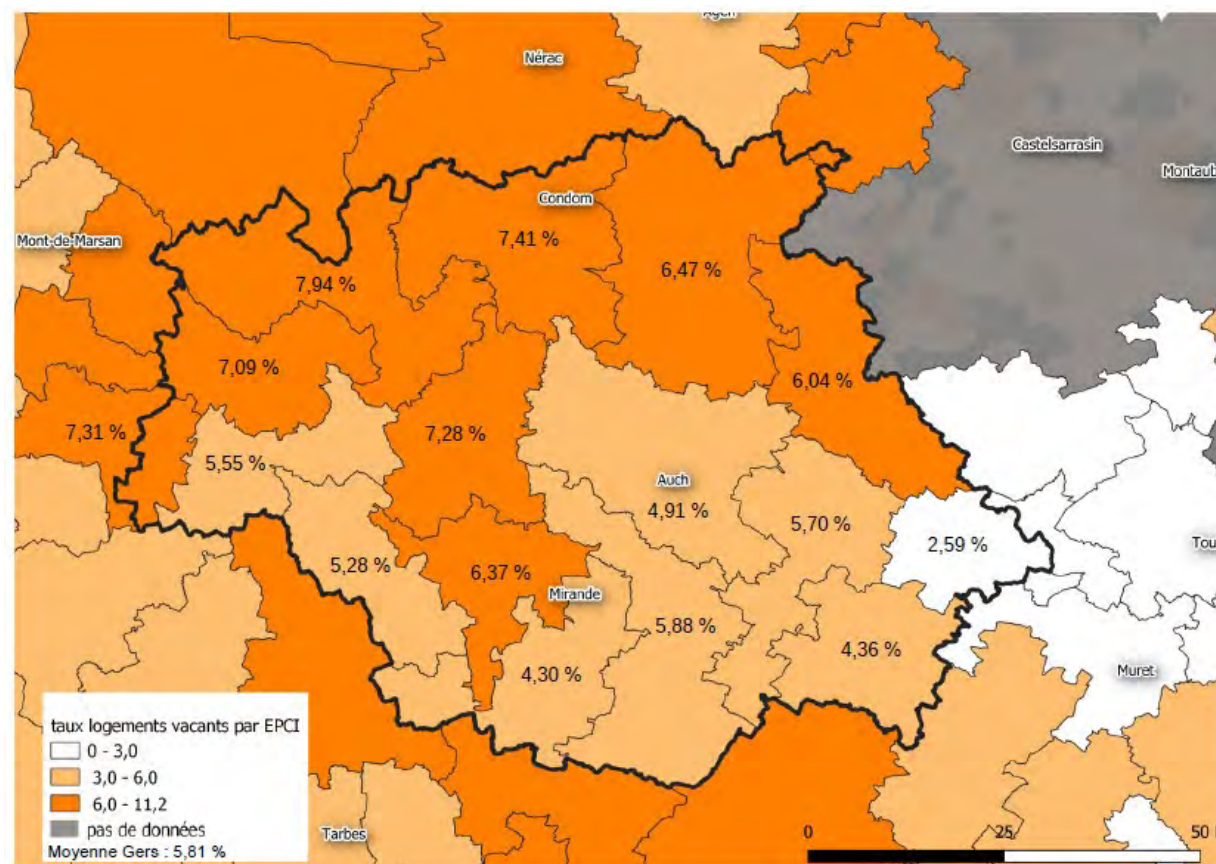 Agen
Nérac
Castelsarrasin
Montaub
Condom
7,41 %
Mont-de-Marsan
6,47 %
7,94 %
7,09 %
6,04 %
7,31 %
7,28 %
5,55 %
Auch
4,91 %
5,70 %
2,59 %
Tou
5,28 %
6,37 %
Mirande
5,88 %
4,36 %
4,30 %
Muret
taux logements vacants par EPCI
0 - 3,0
3,0 - 6,0
6,0 - 11,2
pas de données
Moyenne Gers : 5,81 %
Tarbes
0 25 50